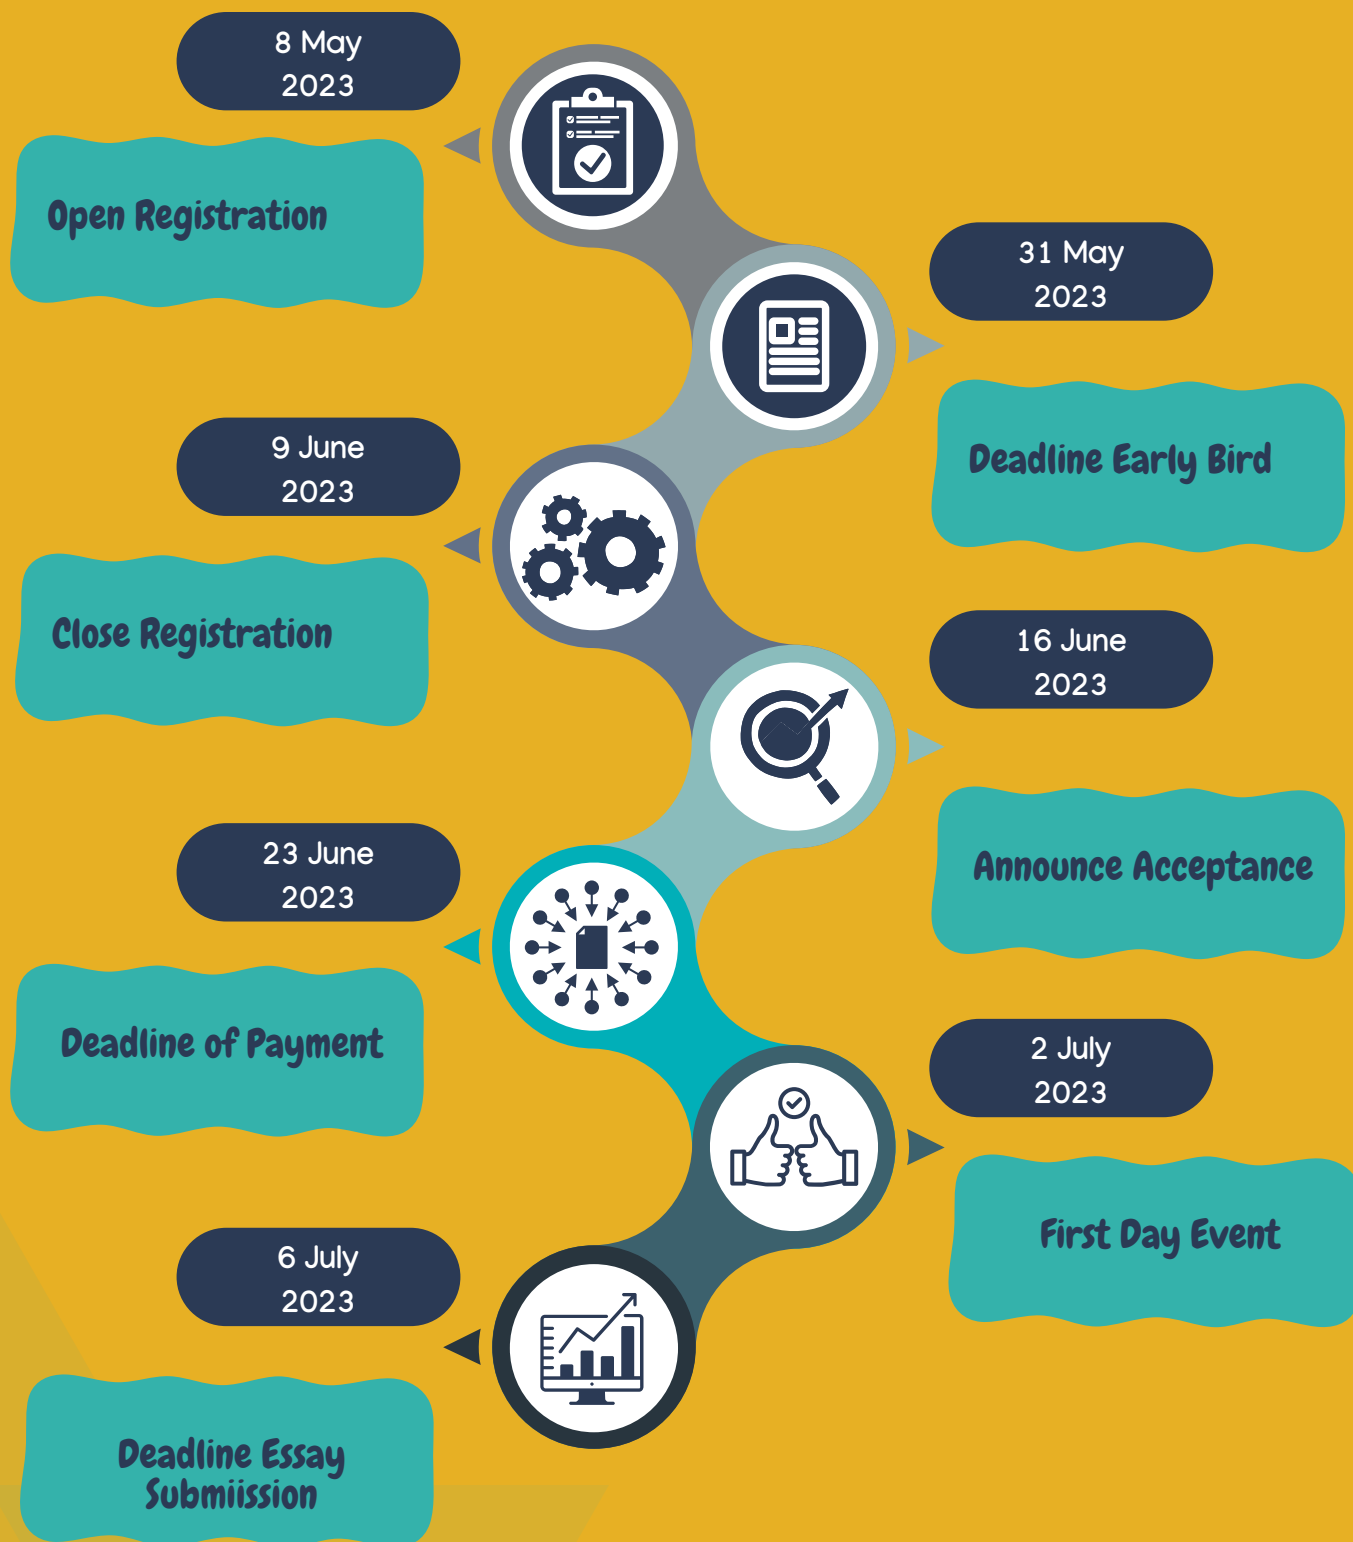 8 May
2023
Open Registration
31 May
2023
Deadline Early Bird
9 June
2023
Close Registration
16 June
2023
Announce Acceptance
23 June
2023
Deadline of Payment
2 July
2023
First Day Event
6 July
2023
Deadline Essay
Submiission